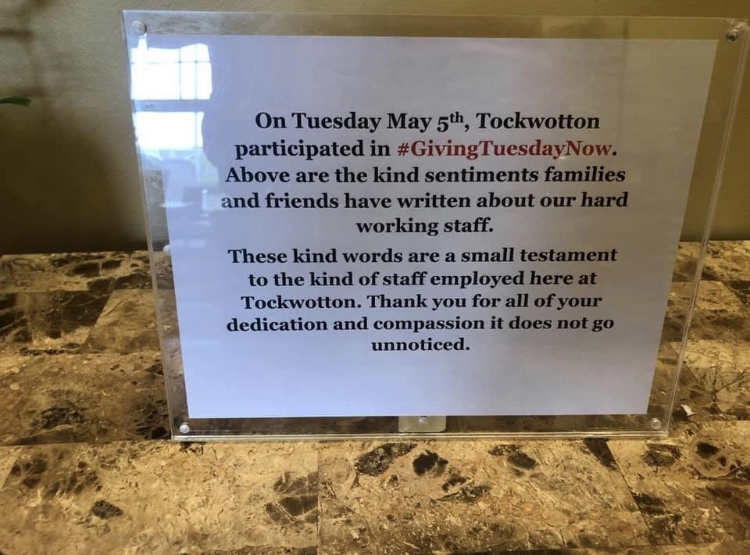 On Tuesday May 5th, Tockwotton
participated in #GivingTuesdayNow.
Above are the kind sentiments families
and friends have written about our hard
working staff.
These kind words are a small testament
to the kind of staff employed here at
Tockwotton. Thank you for all of your
dedication and compassion it does not go
unnoticed.